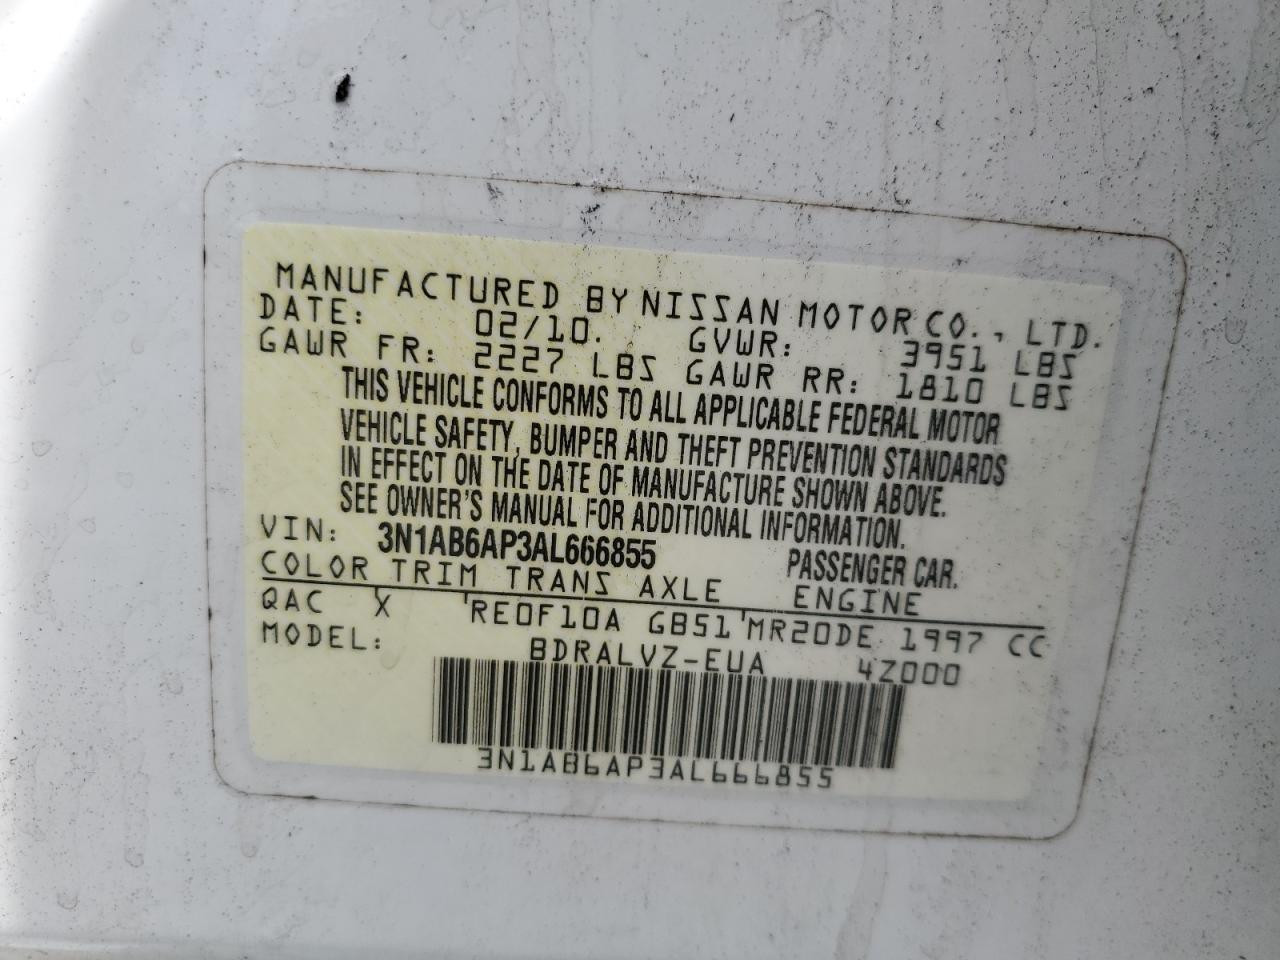 MANUFACTURED BY NISSAN MOTOR CO., LTD.
DATE: 02/10. GVWR: 3951 LBS
GAWR FR: 2227 LBS GAWR RR: 1810 LBS
THIS VEHICLE CONFORMS TO ALL APPLICABLE FEDERAL MOTOR
VEHICLE SAFETY, BUMPER AND THEFT PREVENTION STANDARDS
IN EFFECT ON THE DATE OF MANUFACTURE SHOWN ABOVE.
SEE OWNER'S MANUAL FOR ADDITIONAL INFORMATION.
VIN: 3N1AB6AP3AL666855 PASSENGER CAR.
COLOR TRIM TRANS AXLE ENGINE
QAC X RE0F10A GB51 MR20DE 1997 CC
MODEL: BDRALVZ-EUA 4Z000
3N1AB6AP3AL666855